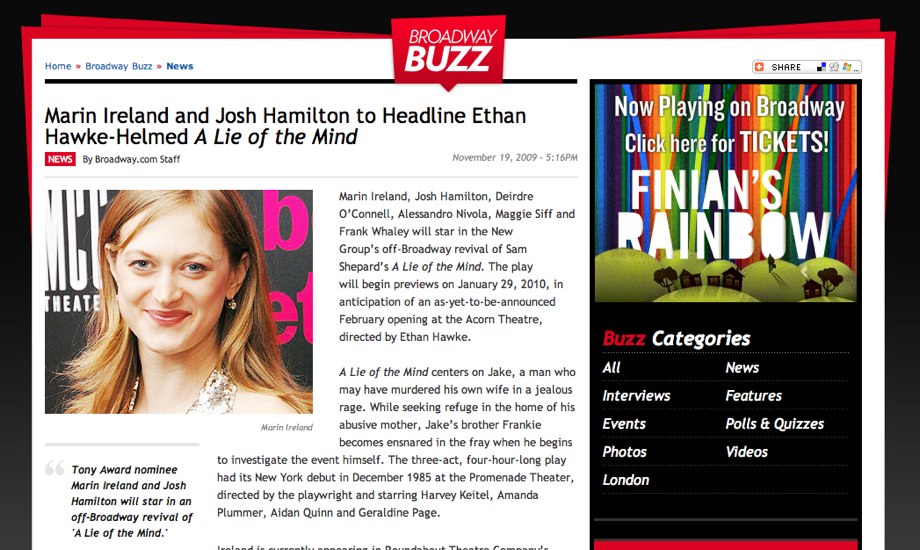 BROADWAY
BUZZ
Home » Broadway Buzz » News
SHARE
Marin Ireland and Josh Hamilton to Headline Ethan
Hawke-Helmed A Lie of the Mind
NEWS By Broadway.com Staff
November 19, 2009 - 5:16PM
MCC
THEATE
b
et
Marin Ireland
Marin Ireland, Josh Hamilton, Deirdre
O'Connell, Alessandro Nivola, Maggie Siff and
Frank Whaley will star in the New
Group's off-Broadway revival of Sam
Shepard's A Lie of the Mind. The play
will begin previews on January 29, 2010, in
anticipation of an as-yet-to-be-announced
February opening at the Acorn Theatre,
directed by Ethan Hawke.
A Lie of the Mind centers on Jake, a man who
may have murdered his own wife in a jealous
rage. While seeking refuge in the home of his
abusive mother, Jake's brother Frankie
becomes ensnared in the fray when he begins
to investigate the event himself. The three-act, four-hour-long play
had its New York debut in December 1985 at the Promenade Theater,
directed by the playwright and starring Harvey Keitel, Amanda
Plummer, Aidan Quinn and Geraldine Page.
Ireland is currently appearing in Roundabout Theatre Company's
Tony Award nominee
Marin Ireland and Josh
Hamilton will star in an
off-Broadway revival of
'A Lie of the Mind.'
Now Playing on Broadway
Click here for TICKETS!
FINIAN'S
RAINBOW
Buzz Categories
All
News
Interviews
Features
Events
Polls & Quizzes
Photos
Videos
London